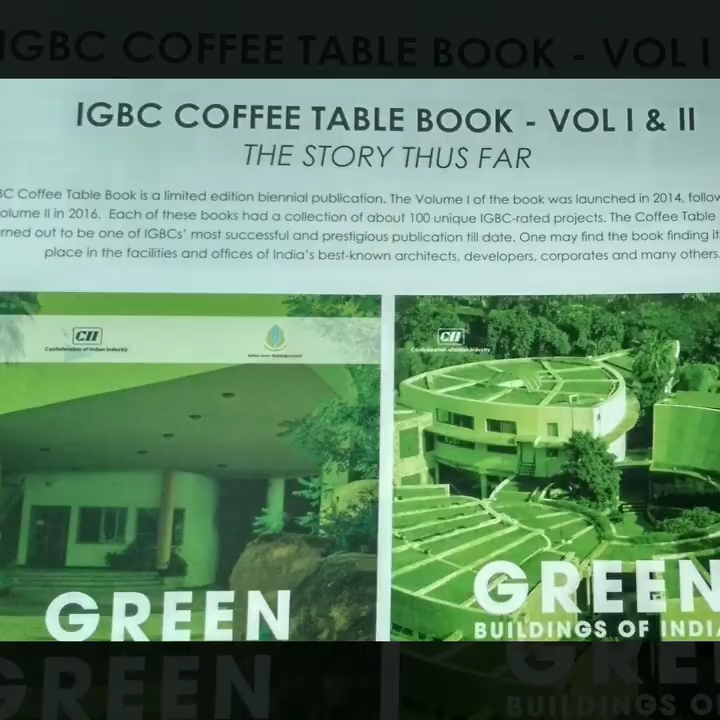 IGBC COFFEE TABLE BOOK - VOL I
IGBC COFFEE TABLE BOOK - VOL I & II
THE STORY THUS FAR
BC Coffee Table Book is a limited edition biennial publication. The Volume I of the book was launched in 2014, follow
olume II in 2016. Each of these books had a collection of about 100 unique IGBC-rated projects. The Coffee Table
rned out to be one of IGBCs' most successful and prestigious publication till date. One may find the book finding it
place in the facilities and offices of India's best-known architects, developers, corporates and many others.
CII
Confederation of Indian Industry
CII
Confederation of Indian Industry
GREEN
GREEN
BUILDINGS OF INDIA
GREEN
GREE
BUILDINGS O